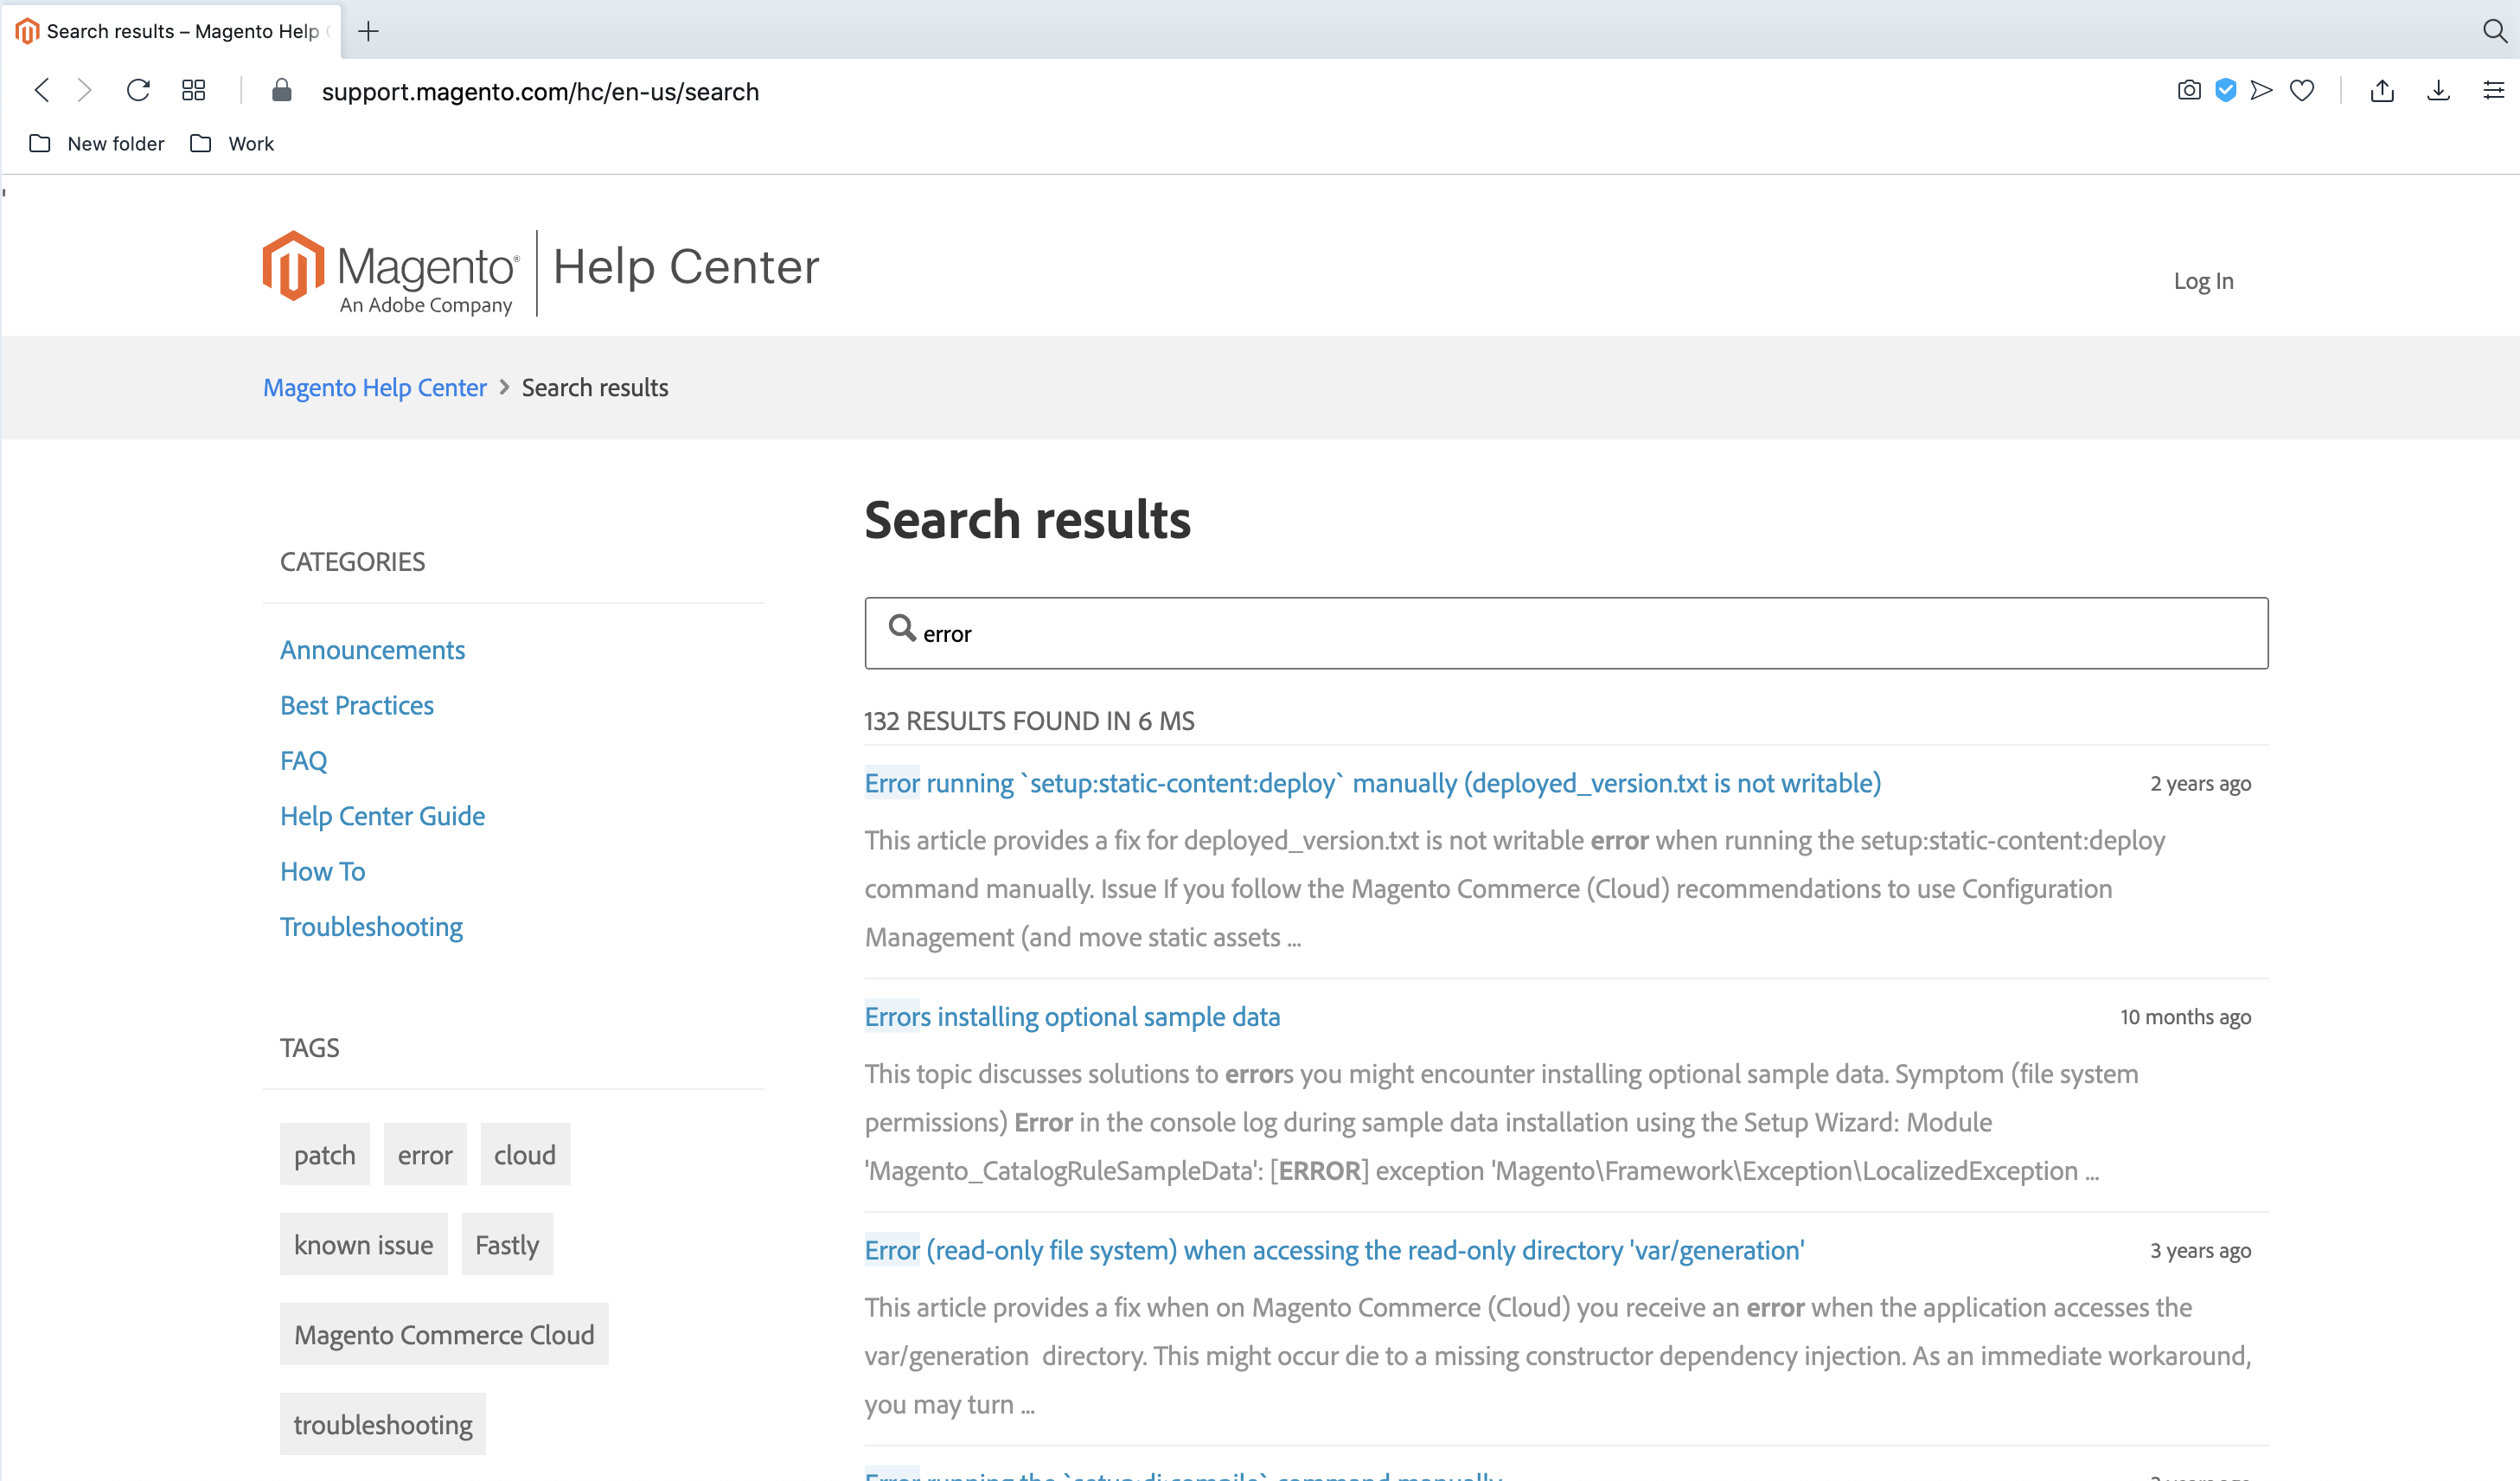 Search results – Magento Help
support.magento.com/hc/en-us/search
New folder
Work
Magento®
An Adobe Company
Help Center
Log In
Magento Help Center > Search results
CATEGORIES
Announcements
Best Practices
FAQ
Help Center Guide
How To
Troubleshooting
TAGS
patch error cloud
known issue Fastly
Magento Commerce Cloud
troubleshooting
Search results
error
132 RESULTS FOUND IN 6 MS
Error running `setup:static-content:deploy` manually (deployed_version.txt is not writable) 2 years ago
This article provides a fix for deployed_version.txt is not writable error when running the setup:static-content:deploy
command manually. Issue If you follow the Magento Commerce (Cloud) recommendations to use Configuration
Management (and move static assets ...
Errors installing optional sample data 10 months ago
This topic discusses solutions to errors you might encounter installing optional sample data. Symptom (file system
permissions) Error in the console log during sample data installation using the Setup Wizard: Module
'Magento_CatalogRuleSampleData': [ERROR] exception 'Magento\Framework\Exception\LocalizedException ...
Error (read-only file system) when accessing the read-only directory 'var/generation' 3 years ago
This article provides a fix when on Magento Commerce (Cloud) you receive an error when the application accesses the
var/generation directory. This might occur die to a missing constructor dependency injection. As an immediate workaround,
you may turn ...
Error running the `setup:di:compile` command manually